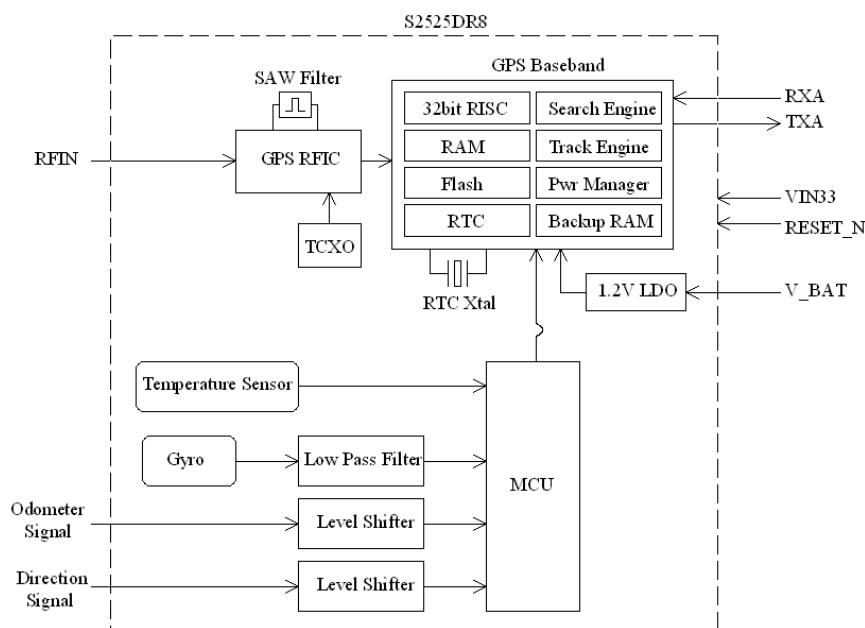 S2525DR8
GPS Baseband
SAW Filter
32bit RISC
Search Engine
RXA
TXA
RFIN
GPS RFIC
RAM
Track Engine
Flash
Pwr Manager
VIN33
RTC
Backup RAM
RESET_N
TCXO
RTC Xtal
1.2V LDO
V_BAT
Temperature Sensor
Gyro
Low Pass Filter
MCU
Odometer
Signal
Level Shifter
Direction
Signal
Level Shifter